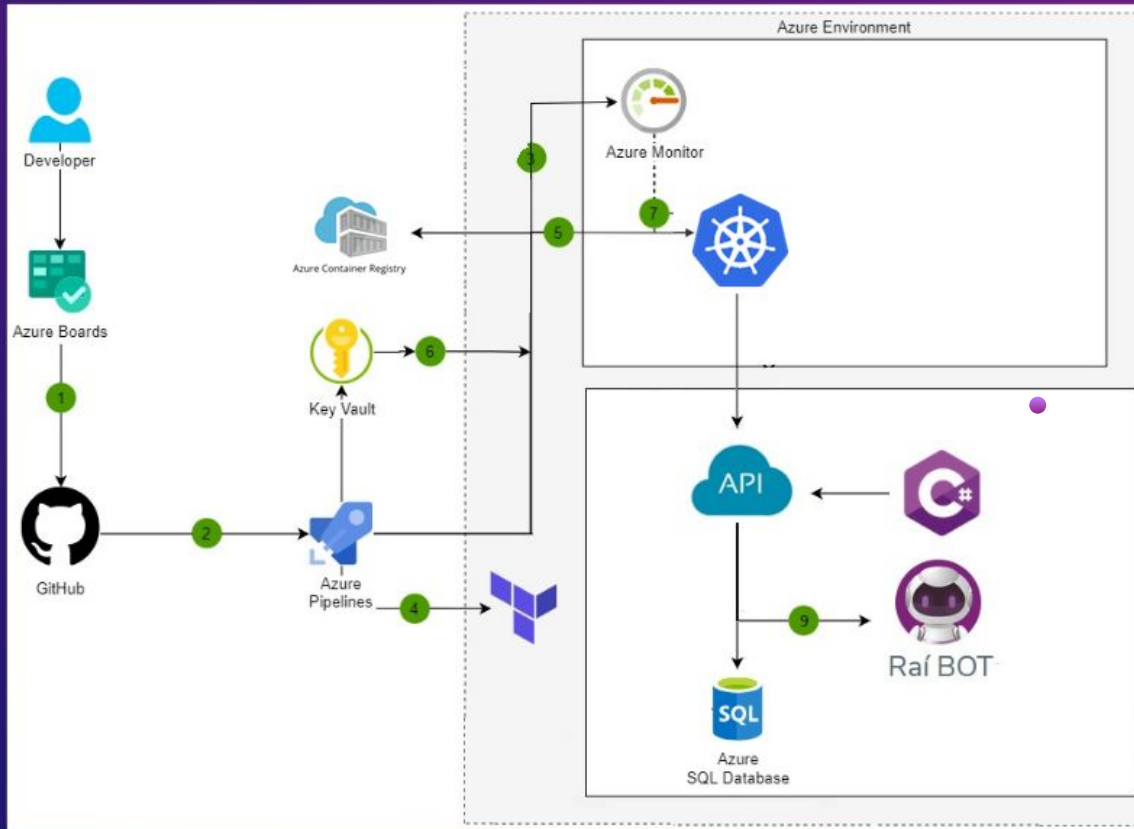 Azure Environment
Developer
Azure Monitor
3
7
5
Azure Container Registry
Azure Boards
6
1
Key Vault
API
C#
2
GitHub
Azure
Pipelines
4
9
Raí BOT
SQL
Azure
SQL Database